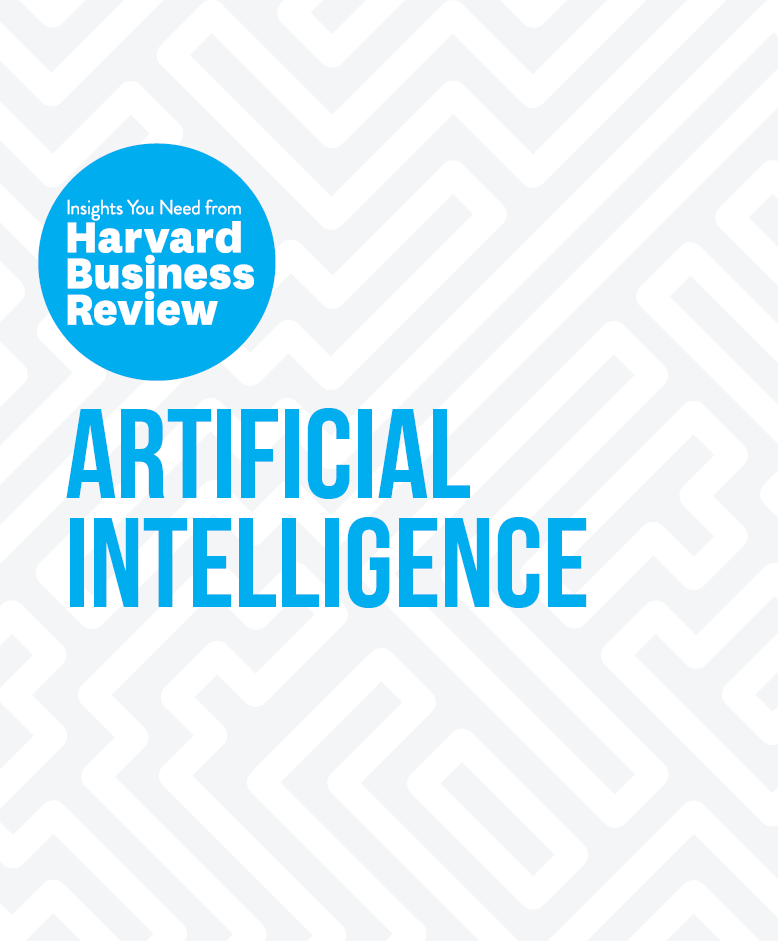 Insights You Need from
Harvard
Business
Review
ARTIFICIAL
INTELLIGENCE